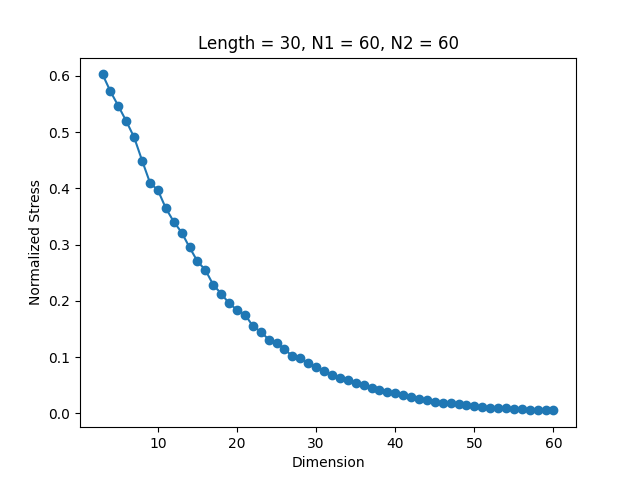 Length = 30, N1 = 60, N2 = 60
Normalized Stress
0.6
0.5
0.4
0.3
0.2
0.1
0.0
10 20 30 40 50 60
Dimension